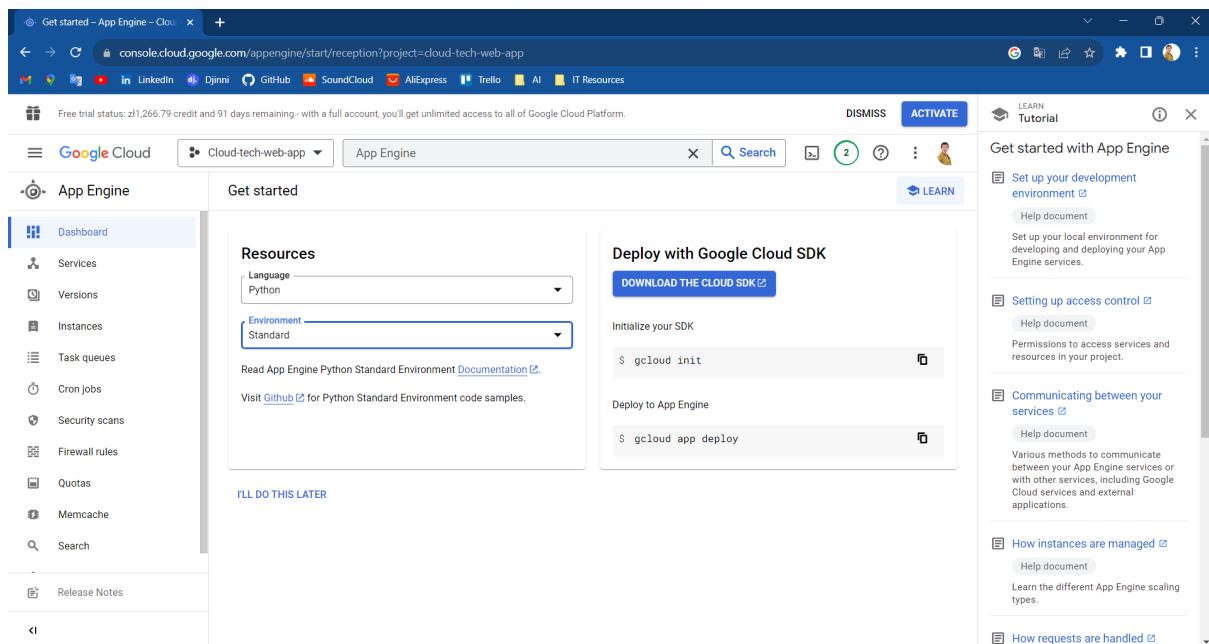 Get started – App Engine – Clou
console.cloud.google.com/appengine/start/reception?project=cloud-tech-web-app
LinkedIn Djinni GitHub SoundCloud AliExpress Trello AI IT Resources
Free trial status: zł1,266.79 credit and 91 days remaining - with a full account, you'll get unlimited access to all of Google Cloud Platform.
DISMISS
ACTIVATE
Google Cloud
Cloud-tech-web-app
App Engine
Search
2
App Engine
Dashboard
Services
Versions
Instances
Task queues
Cron jobs
Security scans
Firewall rules
Quotas
Memcache
Search
Release Notes
Get started
LEARN
Resources
Language
Python
Environment
Standard
Read App Engine Python Standard Environment Documentation.
Visit Github for Python Standard Environment code samples.
I'LL DO THIS LATER
Deploy with Google Cloud SDK
DOWNLOAD THE CLOUD SDK
Initialize your SDK
$ gcloud init
Deploy to App Engine
$ gcloud app deploy
LEARN
Tutorial
Get started with App Engine
Set up your development
environment
Help document
Set up your local environment for
developing and deploying your App
Engine services.
Setting up access control
Help document
Permissions to access services and
resources in your project.
Communicating between your
services
Help document
Various methods to communicate
between your App Engine services or
with other services, including Google
Cloud services and external
applications.
How instances are managed
Help document
Learn the different App Engine scaling
types.
How requests are handled